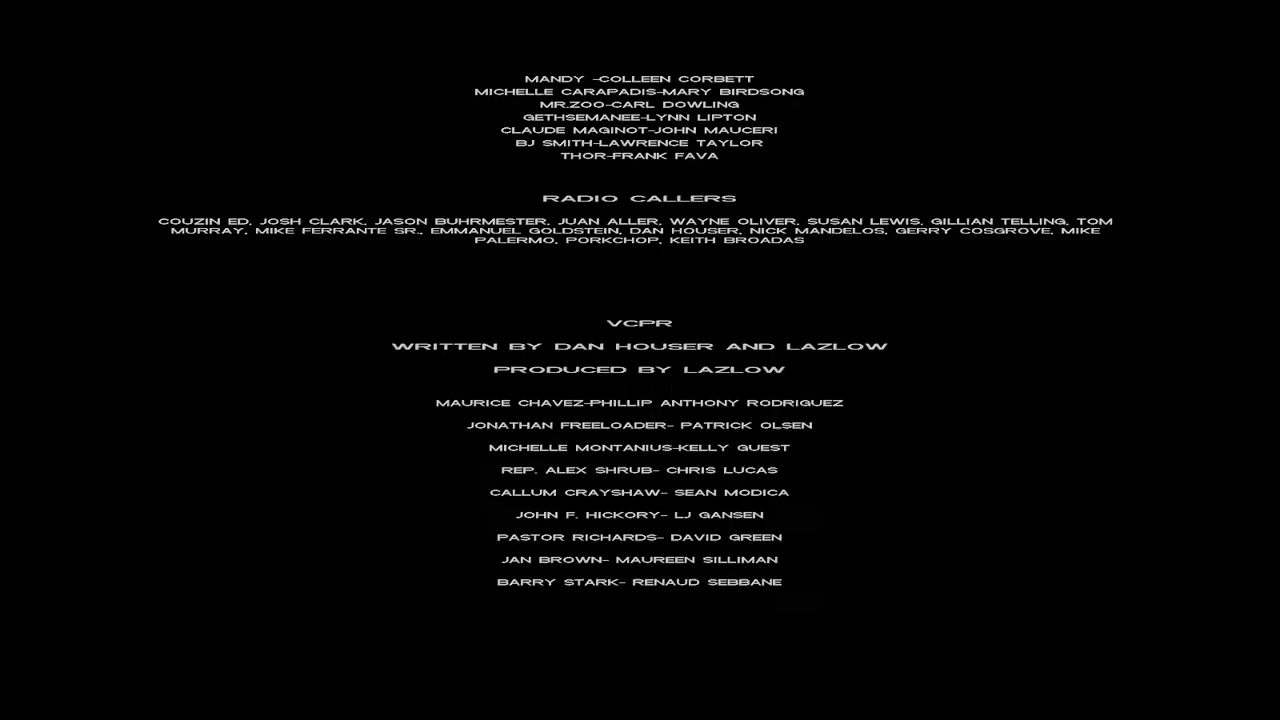 MANDY -COLLEEN CORBETT
MICHELLE CARAPADIS-MARY BIRDSONG
MR.ZOO-CARL DOWLING
GETHSEMANEE-LYNN LIPTON
CLAUDE MAGINOT-JOHN MAUCERI
BJ SMITH-LAWRENCE TAYLOR
THOR-FRANK FAVA
RADIO CALLERS
COUZIN ED, JOSH CLARK, JASON BUHRMESTER, JUAN ALLER, WAYNE OLIVER, SUSAN LEWIS, GILLIAN TELLING, TOM
MURRAY, MIKE FERRANTE SR., EMMANUEL GOLDSTEIN, DAN HOUSER, NICK MANDELOS, GERRY COSGROVE, MIKE
PALERMO, PORKCHOP, KEITH BROADAS
VCPR
WRITTEN BY DAN HOUSER AND LAZLOW
PRODUCED BY LAZLOW
MAURICE CHAVEZ-PHILLIP ANTHONY RODRIGUEZ
JONATHAN FREELOADER- PATRICK OLSEN
MICHELLE MONTANIUS-KELLY GUEST
REP. ALEX SHRUB- CHRIS LUCAS
CALLUM CRAYSHAW- SEAN MODICA
JOHN F. HICKORY- LJ GANSEN
PASTOR RICHARDS- DAVID GREEN
JAN BROWN- MAUREEN SILLIMAN
BARRY STARK- RENAUD SEBBANE